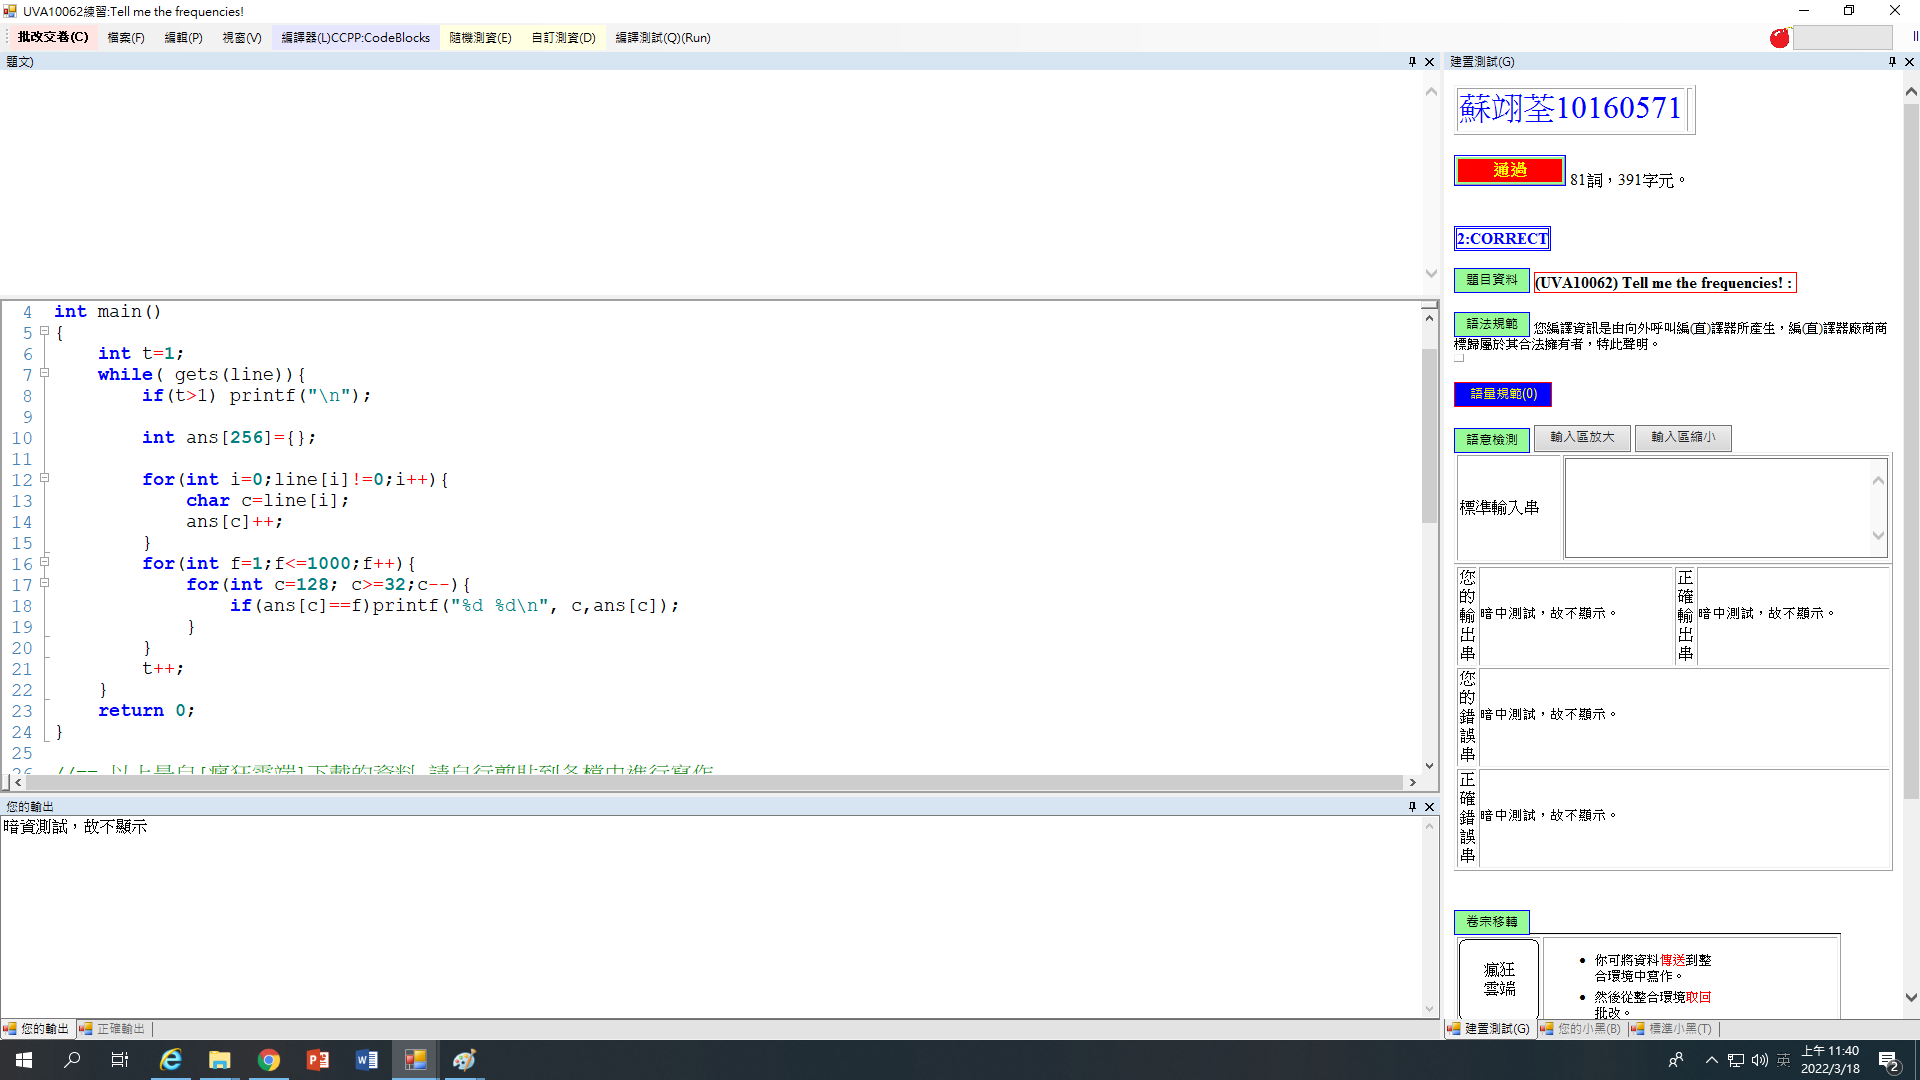 UVA10062練習:Tell me the frequencies!
批改交卷(C) 檔案(F) 編輯(P) 視窗(V) 編譯器(L)CCPP:CodeBlocks 隨機測資(E) 自訂測資(D) 編譯測試(Q)(Run)
題文)
4 int main()
5 {
6 int t=1;
7 while( gets(line)){
8 if(t>1) printf("\n");
9
10 int ans[256]={};
11
12 for(int i=0;line[i]!=0;i++){
13 char c=line[i];
14 ans[c]++;
15 }
16 for(int f=1;f<=1000;f++){
17 for(int c=128; c>=32;c--){
18 if(ans[c]==f)printf("%d %d\n", c,ans[c]);
19 }
20 }
21 t++;
22 }
23 return 0;
24 }
25
26 //== 以上是自[瘋狂雲端]下載的資料 請自行剪貼到各檔中進行寫作
您的輸出
暗資測試，故不顯示
您的輸出 正確輸出
建置測試(G)
蘇翊荃10160571
通過 81詞，391字元。
2:CORRECT
題目資料 (UVA10062) Tell me the frequencies! :
語法規範 您編譯資訊是由向外呼叫編(直)譯器所產生，編(直)譯器廠商商
標歸屬於其合法擁有者，特此聲明。
語量規範(0)
語意檢測 輸入區放大 輸入區縮小
標準輸入串
您的輸出串 暗中測試，故不顯示。 正確輸出串 暗中測試，故不顯示。
您的錯誤串 暗中測試，故不顯示。
正確錯誤串 暗中測試，故不顯示。
卷宗移轉
瘋狂
雲端
你可將資料傳送到整
合環境中寫作。
然後從整合環境取回
批改。
建置測試(G) 您的小黑(B) 標準小黑(T)
英
上午 11:40
2022/3/18
2